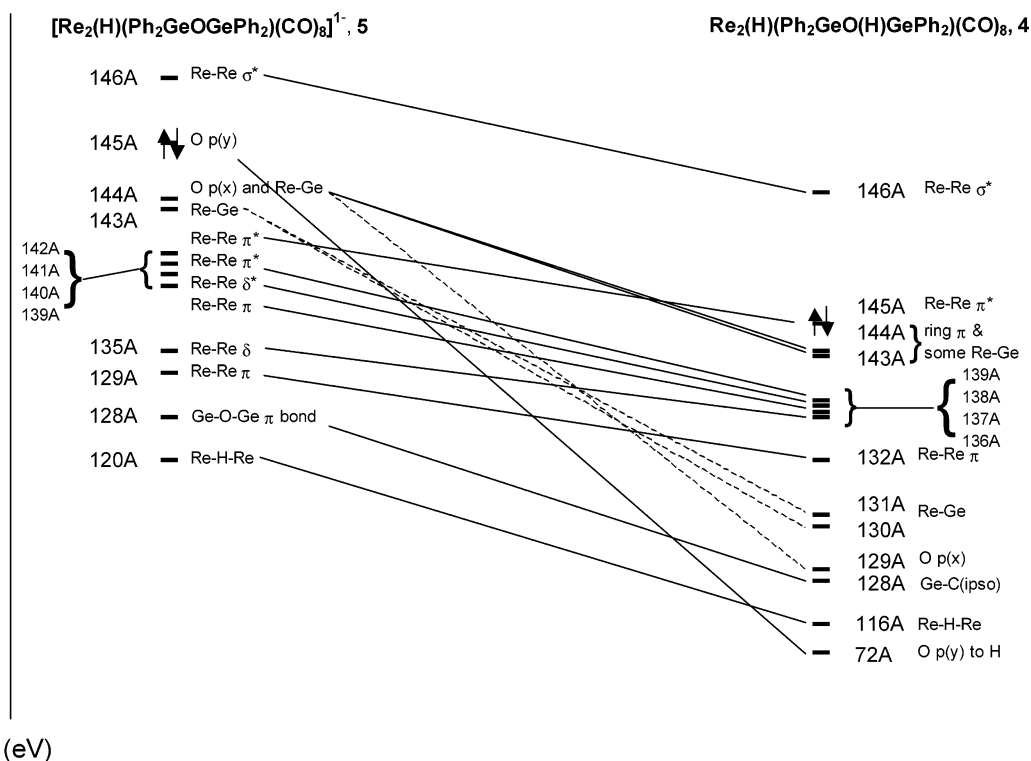 [Re₂(H)(Ph₂GeOGePh₂)(CO)₈]¹⁻, 5
146A Re-Re σ*
145A O p(y)
144A O p(x) and Re-Ge
143A Re-Ge
Re-Re π*
142A
141A
140A
139A
Re-Re π*
Re-Re δ*
Re-Re π
135A Re-Re δ
129A Re-Re π
128A Ge-O-Ge π bond
120A Re-H-Re
Re₂(H)(Ph₂GeO(H)GePh₂)(CO)₈, 4
146A Re-Re σ*
145A Re-Re π*
144A ring π &
143A some Re-Ge
139A
138A
137A
136A
132A Re-Re π
131A Re-Ge
130A
129A O p(x)
128A Ge-C(ipso)
116A Re-H-Re
72A O p(y) to H
(eV)